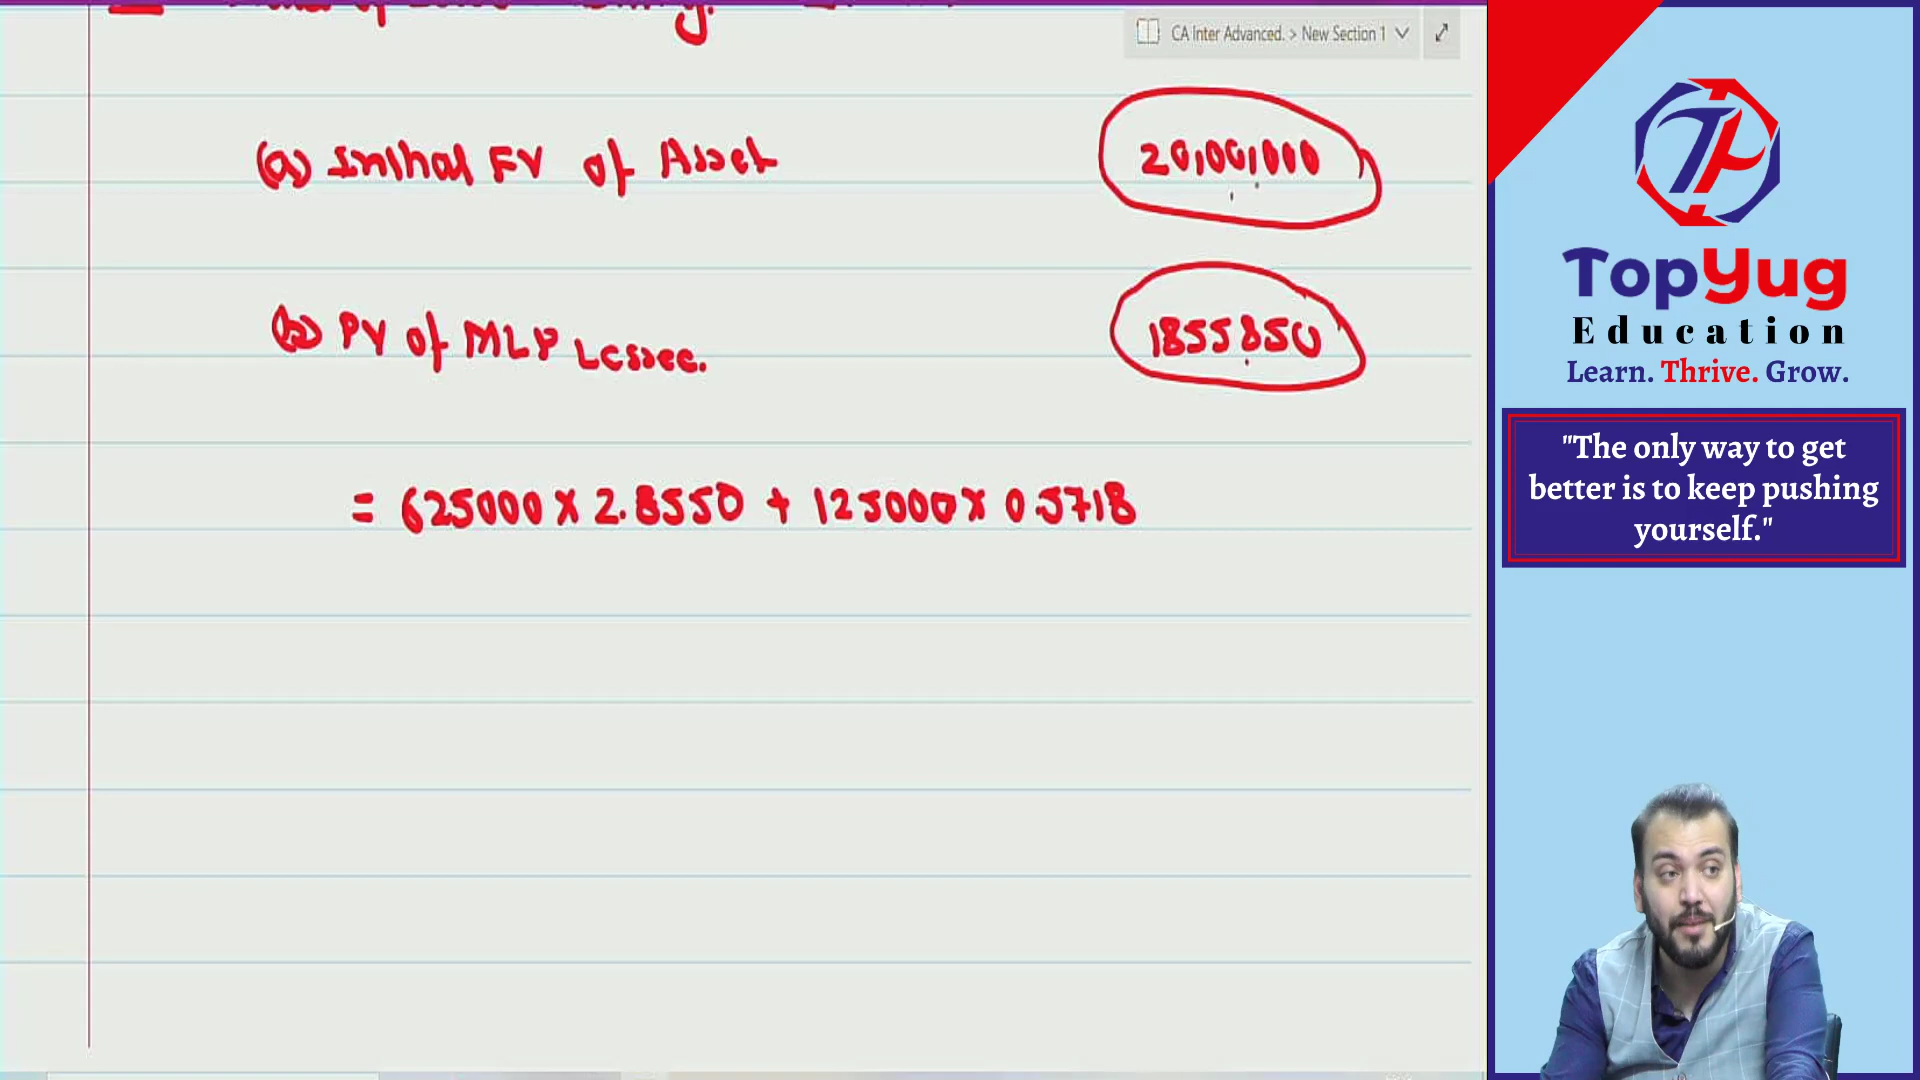 CA Inter Advanced. > New Section 1
(a) Initial FV of Asset 20,00,000
(b) PV of MLP Lessee. 1855850
= 625000 x 2.8550 + 125000 x 0.5718
TopYug
Education
Learn. Thrive. Grow.
"The only way to get
better is to keep pushing
yourself."